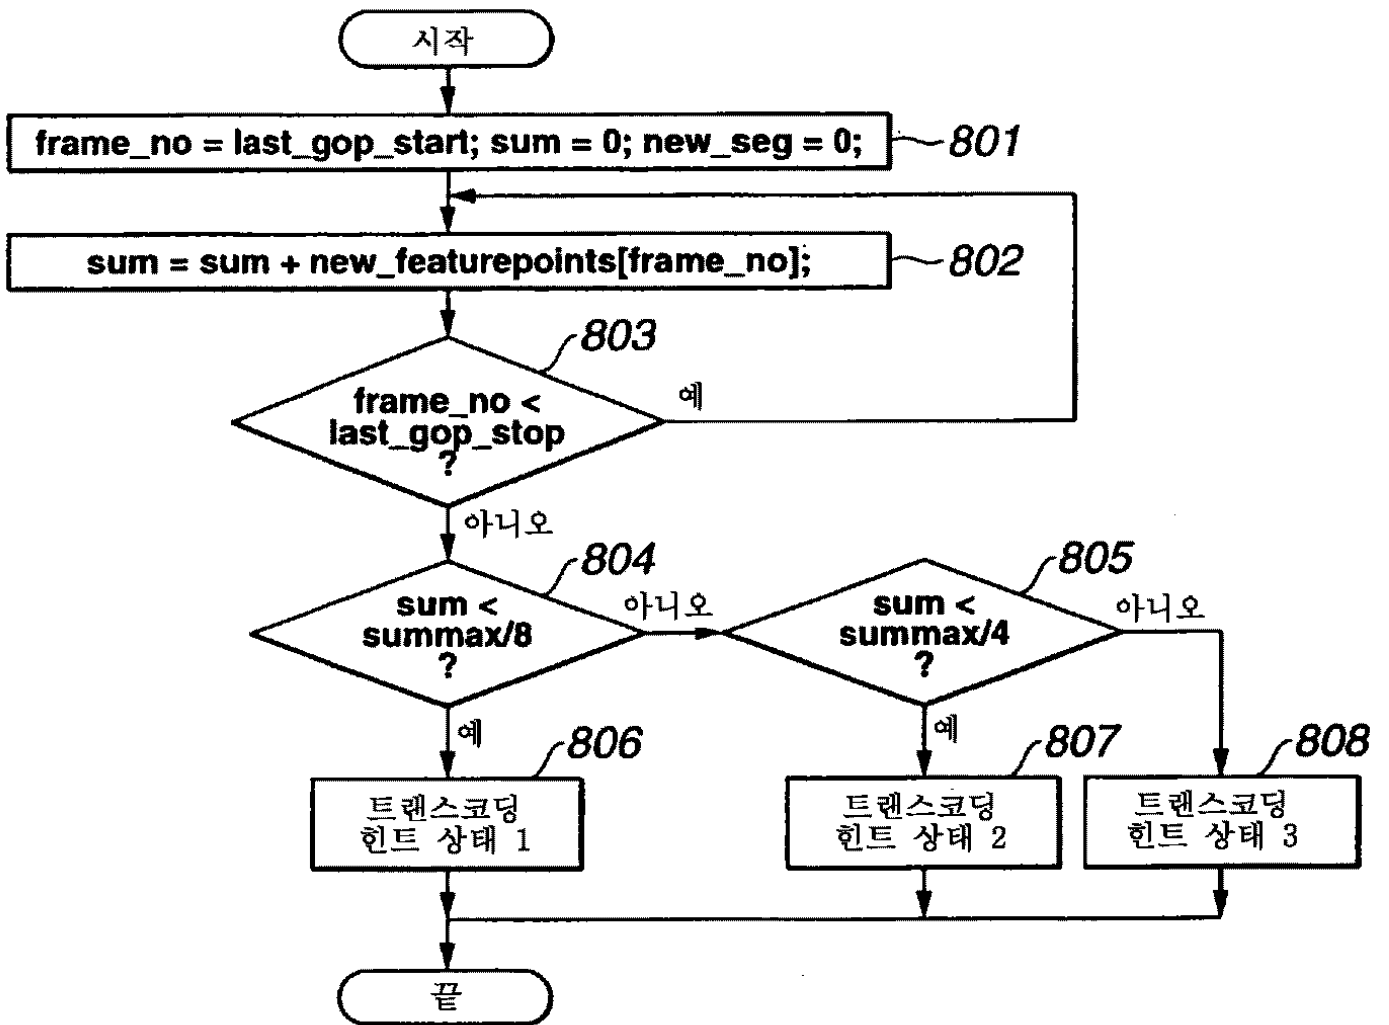 시작
frame_no = last_gop_start; sum = 0; new_seg = 0;
801
sum = sum + new_featurepoints[frame_no];
802
803
frame_no <
last_gop_stop
?
예
아니오
804
sum <
summax/8
?
아니오
805
sum <
summax/4
?
아니오
예
806
트랜스코딩
힌트 상태 1
예
807
트랜스코딩
힌트 상태 2
808
트랜스코딩
힌트 상태 3
끝